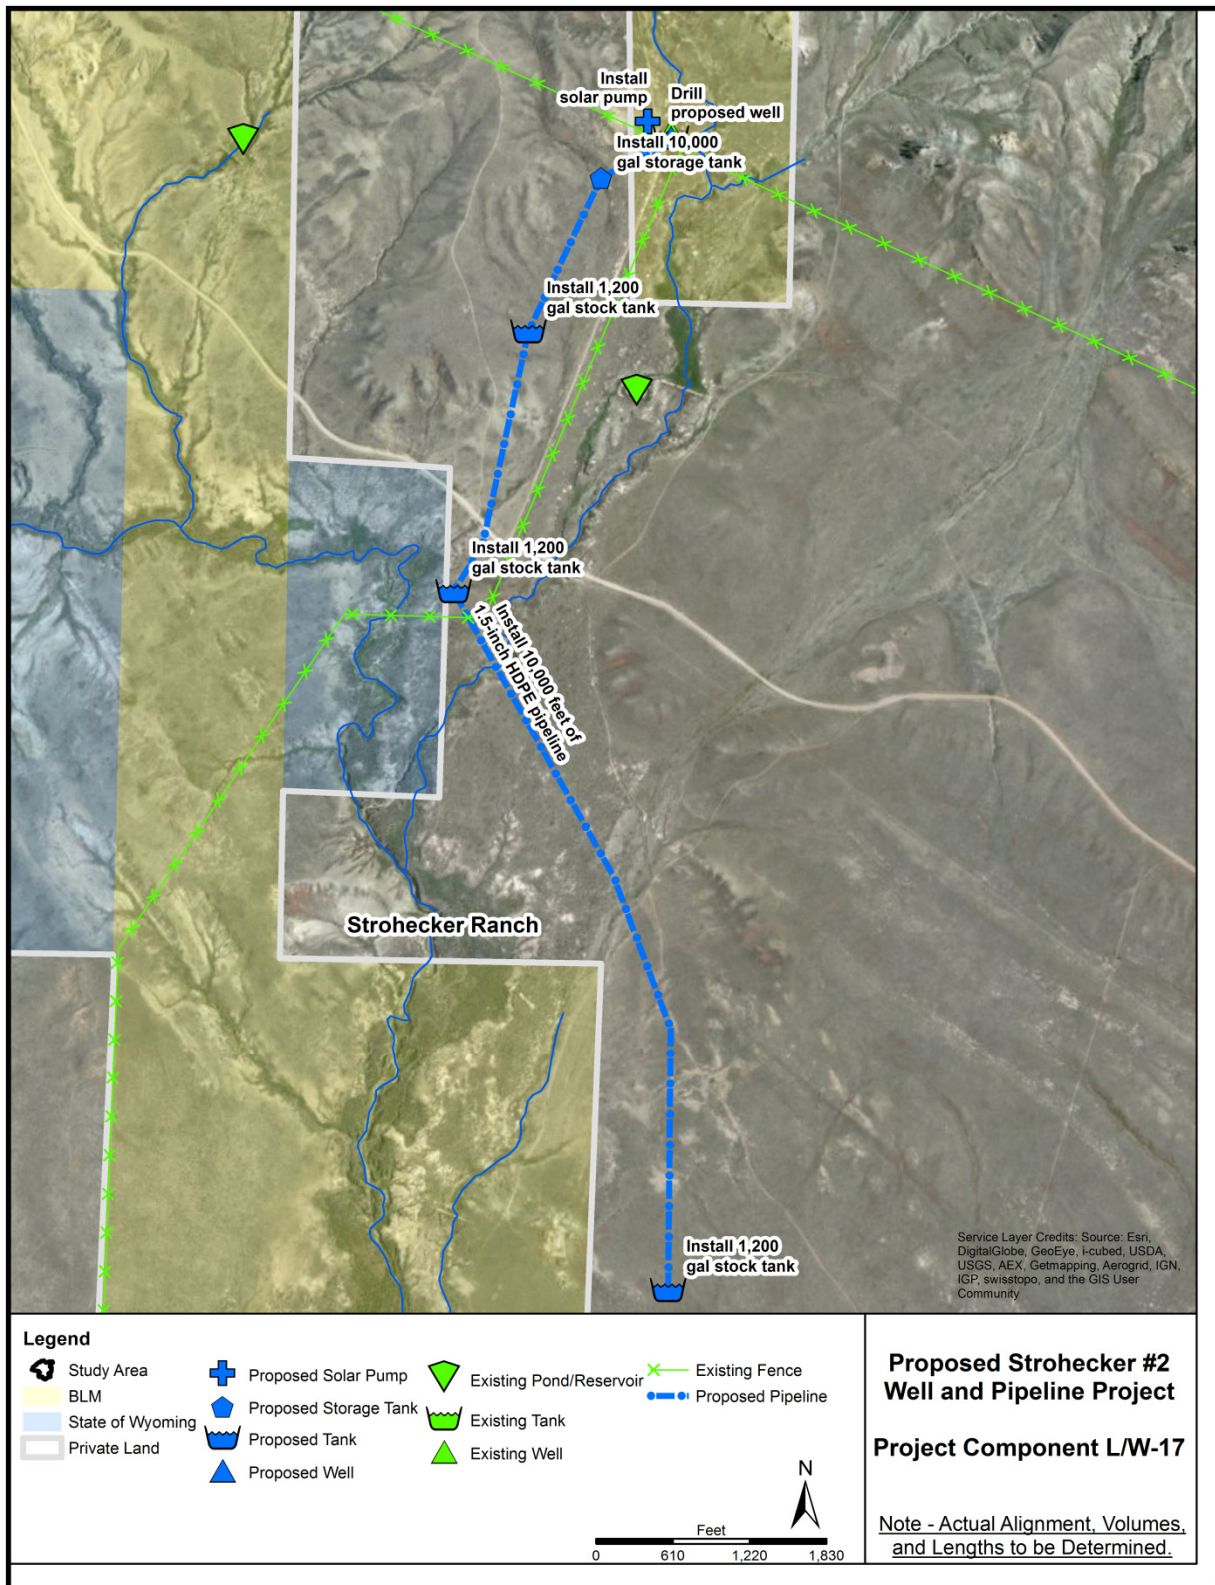 Install
solar pump
Drill
proposed well
Install 10,000
gal storage tank
Install 1,200
gal stock tank
Install 1,200
gal stock tank
Install 10,000 feet of
1.5-inch HDPE pipeline
Strohecker Ranch
Install 1,200
gal stock tank
Service Layer Credits: Source: Esri,
DigitalGlobe, GeoEye, i-cubed, USDA,
USGS, AEX, Getmapping, Aerogrid, IGN,
IGP, swisstopo, and the GIS User
Community
Legend
Study Area
BLM
State of Wyoming
Private Land
Proposed Solar Pump
Proposed Storage Tank
Proposed Tank
Proposed Well
Existing Pond/Reservoir
Existing Tank
Existing Well
Existing Fence
Proposed Pipeline
N
Feet
0 610 1,220 1,830
Proposed Strohecker #2
Well and Pipeline Project
Project Component L/W-17
Note - Actual Alignment, Volumes,
and Lengths to be Determined.